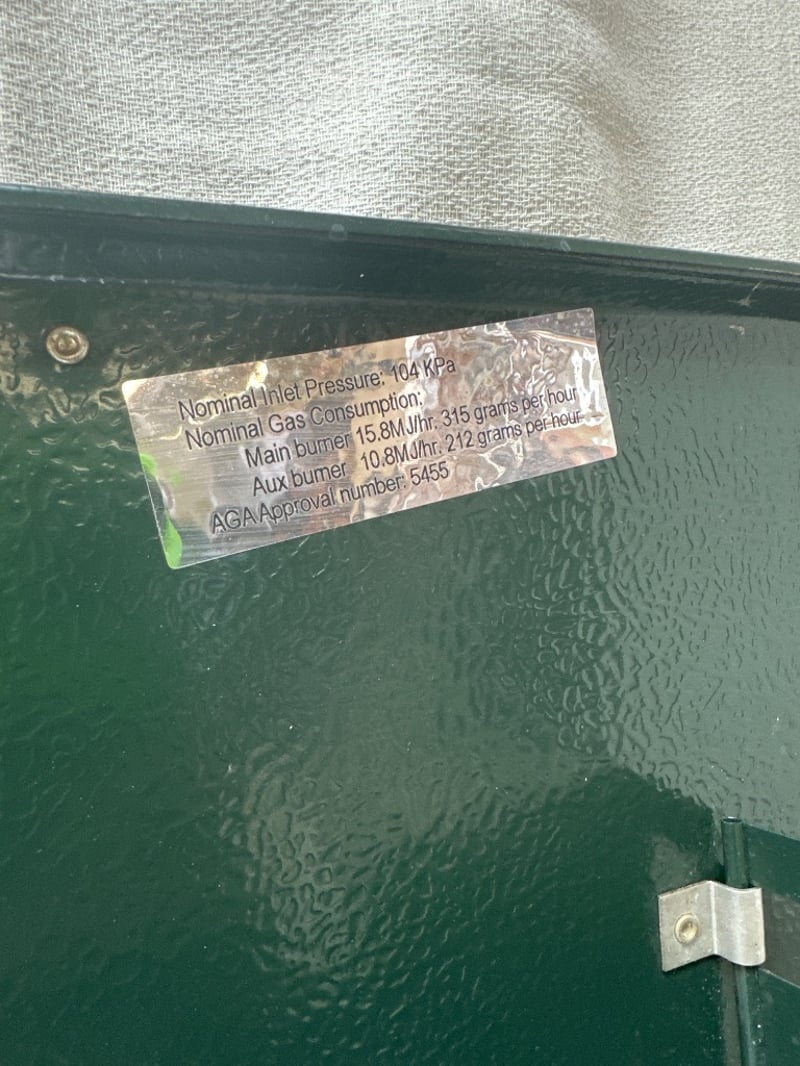 Nominal Inlet Pressure: 104 KPa
Nominal Gas Consumption:
Main burner 15.8MJ/hr. 315 grams per hour
Aux burner 10.8MJ/hr. 212 grams per hour
AGA Approval number: 5455